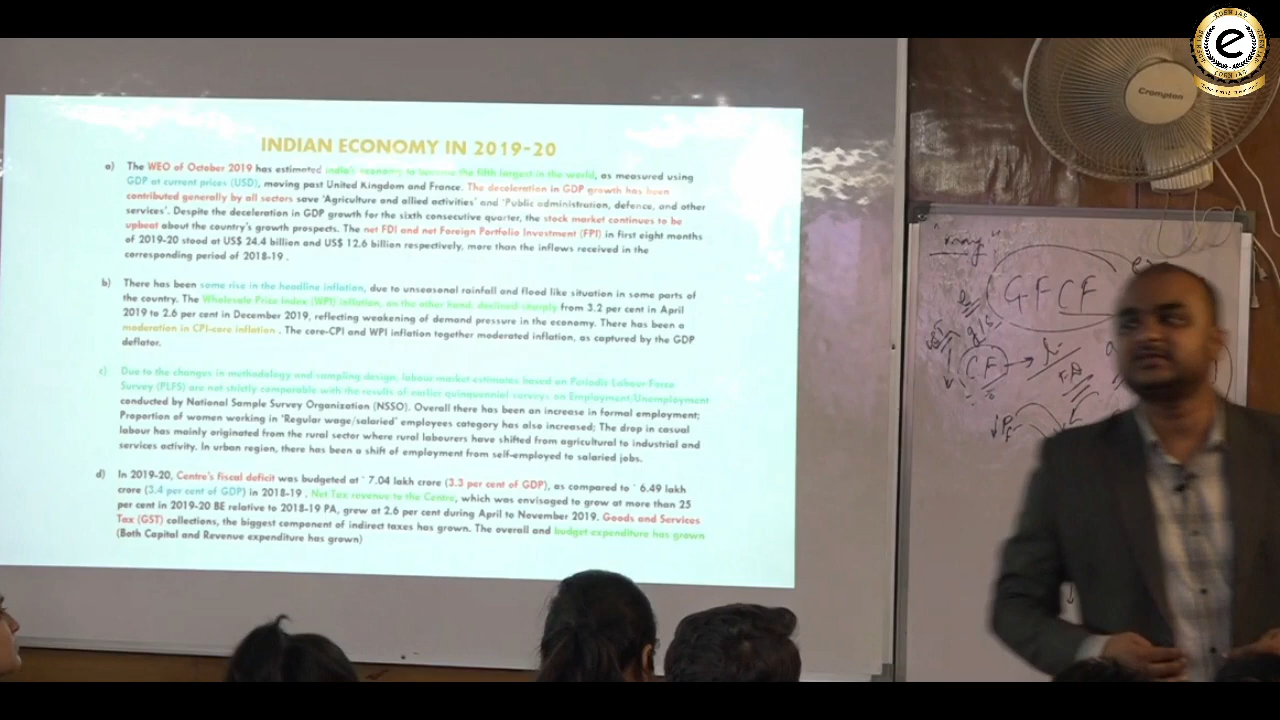 INDIAN ECONOMY IN 2019-20
a) The WEO of October 2019 has estimated India's economy to become the fifth largest in the world, as measured using
GDP at current prices (USD), moving past United Kingdom and France. The deceleration in GDP growth has been
contributed generally by all sectors save 'Agriculture and allied activities' and 'Public administration, defence, and other
services'. Despite the deceleration in GDP growth for the sixth consecutive quarter, the stock market continues to be
upbeat about the country's growth prospects. The net FDI and net Foreign Portfolio Investment (FPI) in first eight months
of 2019-20 stood at US$ 24.4 billion and US$ 12.6 billion respectively, more than the inflows received in the
corresponding period of 2018-19 .
b) There has been some rise in the headline inflation, due to unseasonal rainfall and flood like situation in some parts of
the country. The Wholesale Price Index (WPI) inflation, on the other hand, declined sharply from 3.2 per cent in April
2019 to 2.6 per cent in December 2019, reflecting weakening of demand pressure in the economy. There has been a
moderation in CPI-core inflation . The core-CPI and WPI inflation together moderated inflation, as captured by the GDP
deflator.
c) Due to the changes in methodology and sampling design, labour market estimates based on Periodic Labour Force
Survey (PLFS) are not strictly comparable with the results of earlier quinquennial surveys on Employment/Unemployment
conducted by National Sample Survey Organization (NSSO). Overall there has been an increase in formal employment;
Proportion of women working in 'Regular wage/salaried' employees category has also increased; The drop in casual
labour has mainly originated from the rural sector where rural labourers have shifted from agricultural to industrial and
services activity. In urban region, there has been a shift of employment from self-employed to salaried jobs.
d) In 2019-20, Centre's fiscal deficit was budgeted at ` 7.04 lakh crore (3.3 per cent of GDP), as compared to ` 6.49 lakh
crore (3.4 per cent of GDP) in 2018-19 . Net Tax revenue to the Centre, which was envisaged to grow at more than 25
per cent in 2019-20 BE relative to 2018-19 PA, grew at 2.6 per cent during April to November 2019. Goods and Services
Tax (GST) collections, the biggest component of indirect taxes has grown. The overall and budget expenditure has grown
(Both Capital and Revenue expenditure has grown)
GFCF
CF
Crompton
e
EDEN IAS